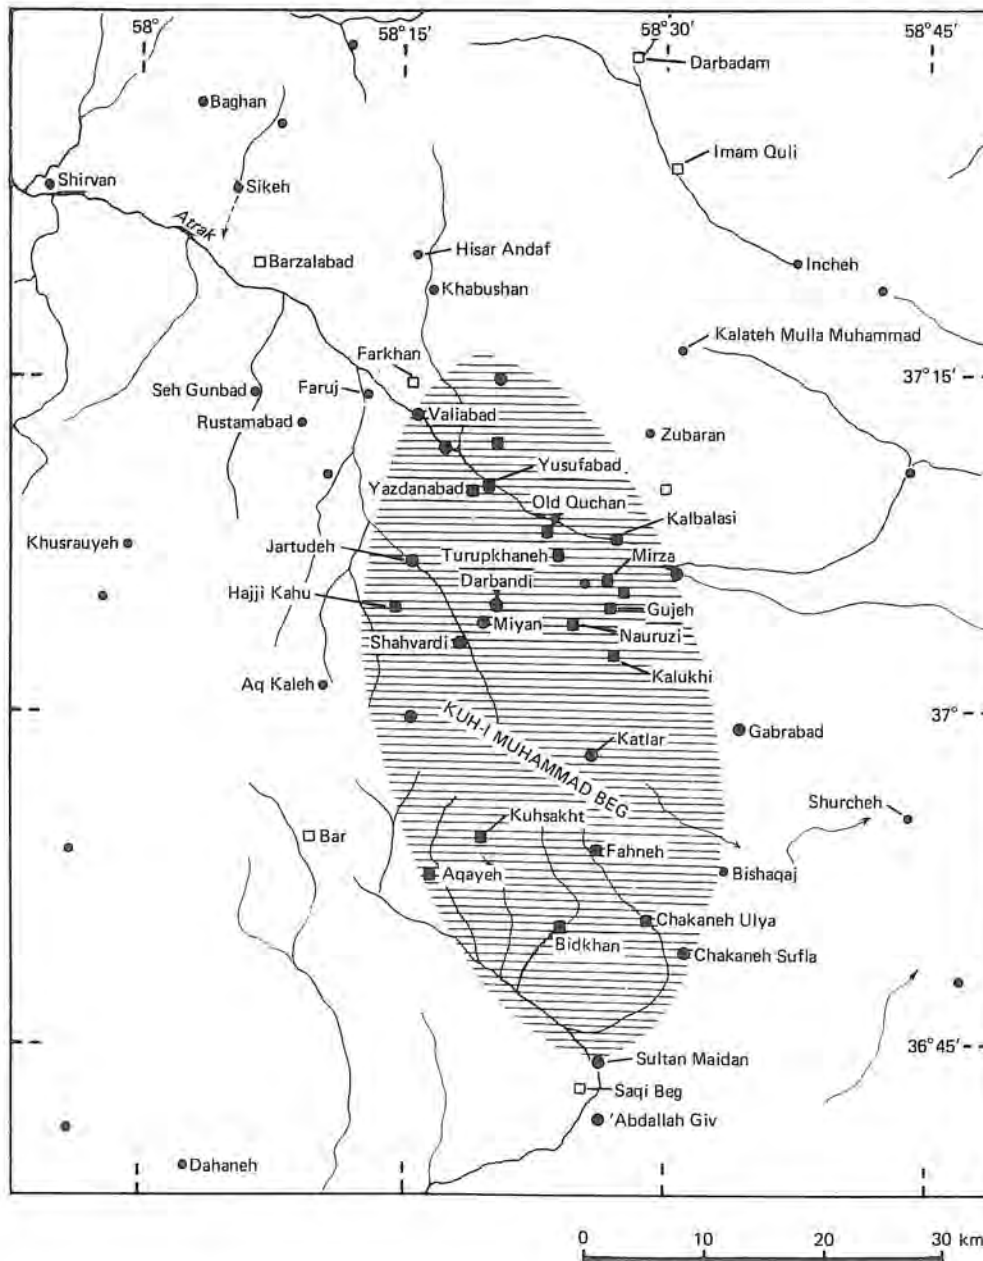 58°
58°15′
58°30′
58°45′
Darbadam
Baghan
Imam Quli
Shirvan
Sikeh
Atrak
Hisar Andaf
Barzalabad
Incheh
Khabushan
Kalateh Mulla Muhammad
Farkhan
37°15′
Seh Gunbad
Faruj
Valiabad
Rustamabad
Zubaran
Yusufabad
Yazdanabad
Old Quchan
Kalbalasi
Khusrauyeh
Jartudeh
Turupkhaneh
Mirza
Darbandi
Hajji Kahu
Gujeh
Miyan
Nauruzi
Shahvardi
Kalukhi
Aq Kaleh
37°
KUH-I MUHAMMAD BEG
Katlar
Gabrabad
Shurcheh
Kuhsakht
Bar
Fahneh
Aqayeh
Bishaqaj
Chakaneh Ulya
Bidkhan
Chakaneh Sufla
36°45′
Sultan Maidan
Saqi Beg
'Abdallah Giv
Dahaneh
0 10 20 30 km